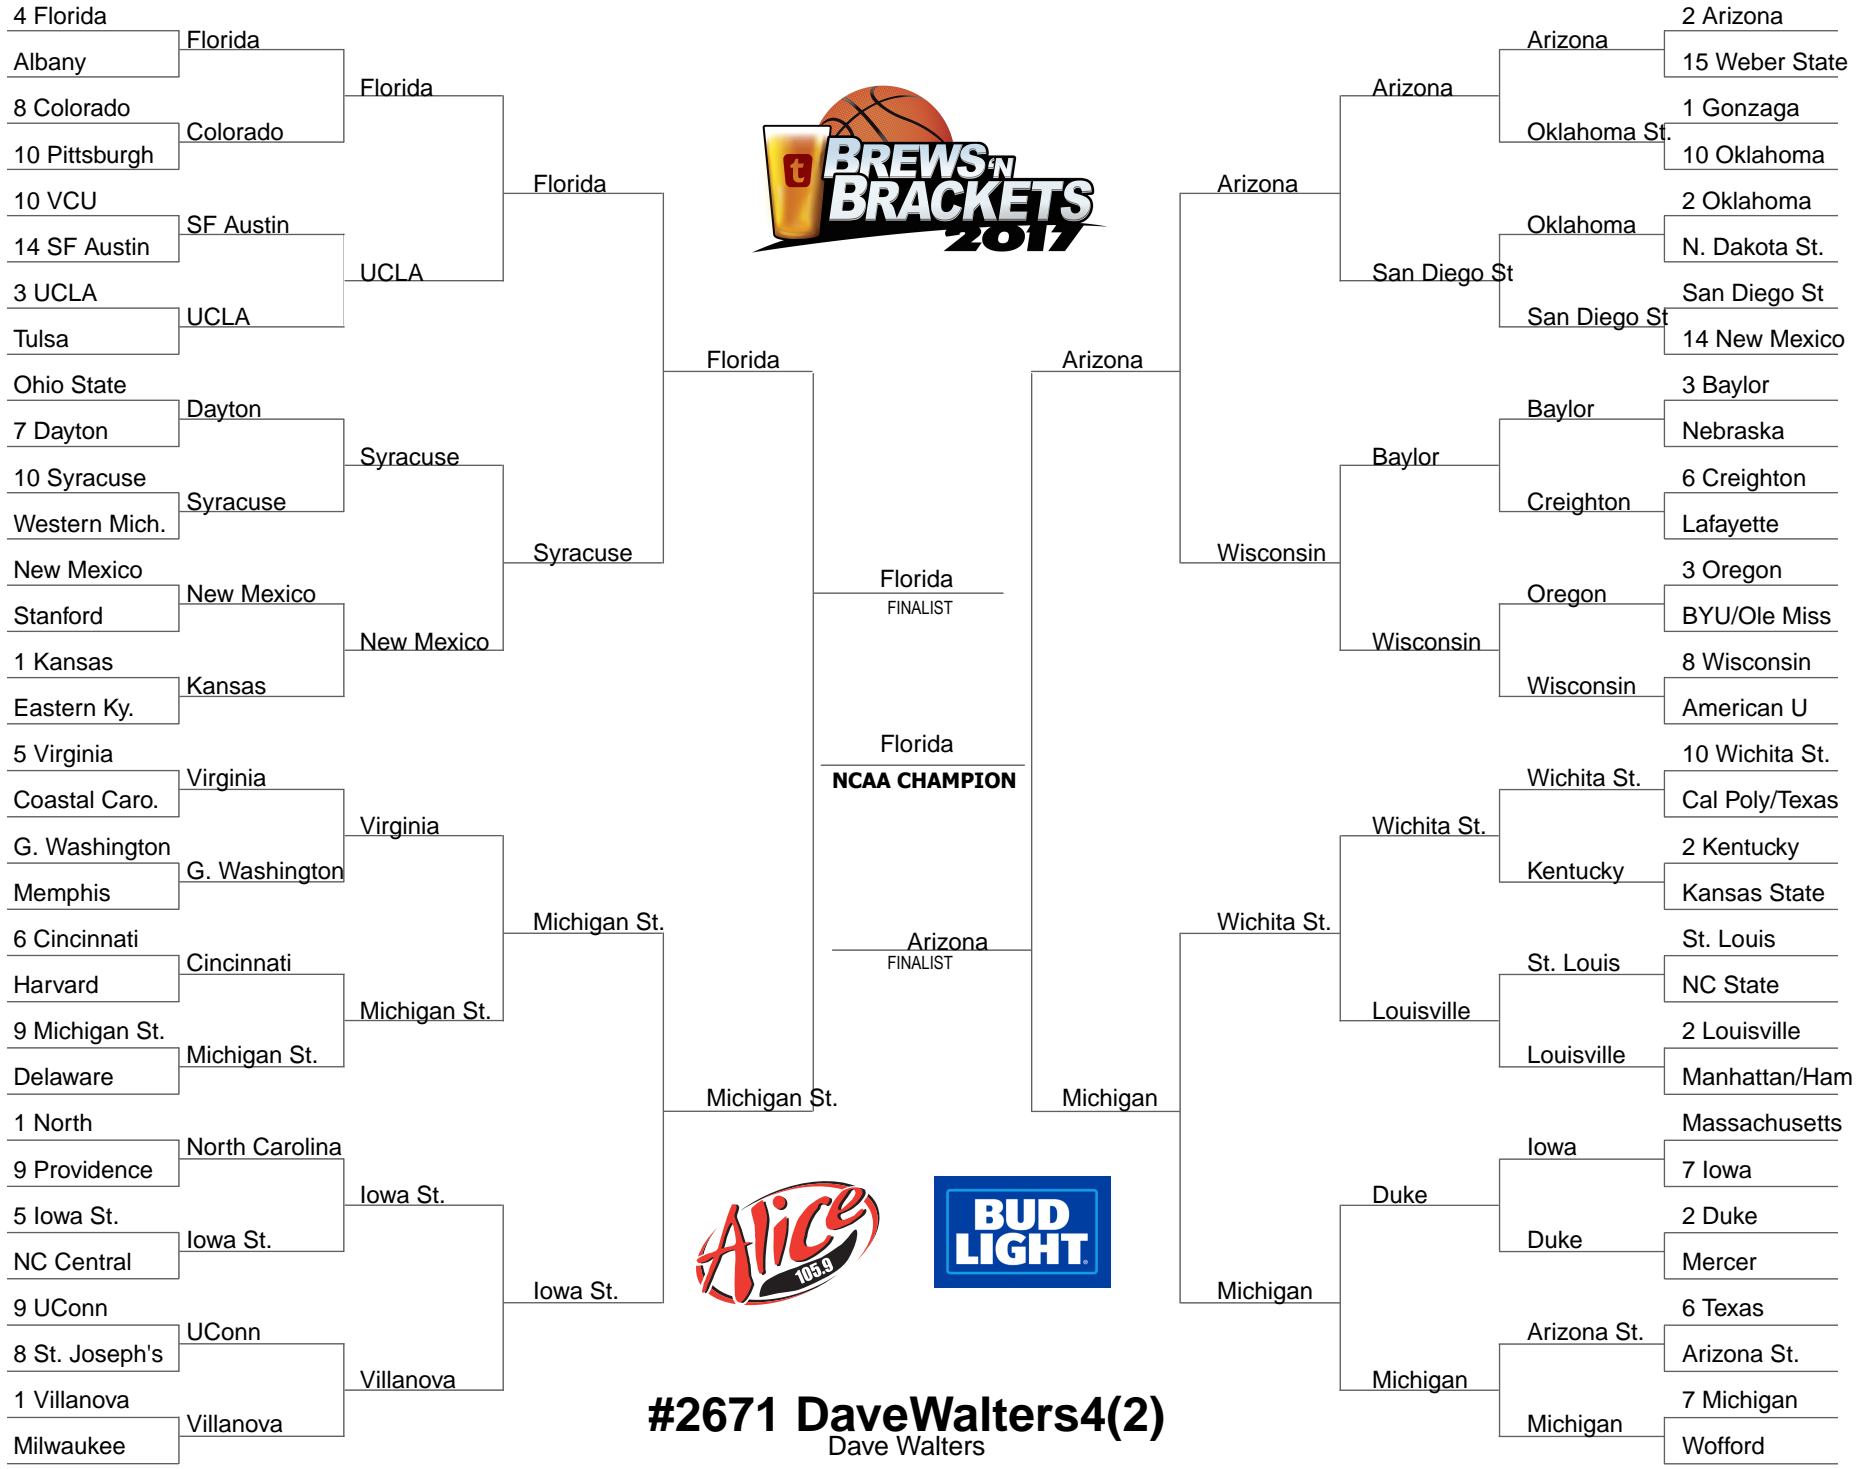 4 Florida
Albany
8 Colorado
10 Pittsburgh
10 VCU
14 SF Austin
3 UCLA
Tulsa
Ohio State
7 Dayton
10 Syracuse
Western Mich.
New Mexico
Stanford
1 Kansas
Eastern Ky.
5 Virginia
Coastal Caro.
G. Washington
Memphis
6 Cincinnati
Harvard
9 Michigan St.
Delaware
1 North
9 Providence
5 Iowa St.
NC Central
9 UConn
8 St. Joseph's
1 Villanova
Milwaukee
Florida
Colorado
SF Austin
UCLA
Dayton
Syracuse
New Mexico
Kansas
Virginia
G. Washington
Cincinnati
Michigan St.
North Carolina
Iowa St.
UConn
Villanova
Florida
UCLA
Syracuse
New Mexico
Virginia
Michigan St.
Iowa St.
Villanova
Florida
Syracuse
Michigan St.
Iowa St.
Florida
Michigan St.
t
BREWS 'N
BRACKETS
2017
Florida
FINALIST
Florida
NCAA CHAMPION
Arizona
FINALIST
Alice
105.9
BUD
LIGHT
#2671 DaveWalters4(2)
Dave Walters
Arizona
Michigan
Arizona
Wisconsin
Wichita St.
Michigan
Arizona
San Diego St
Baylor
Wisconsin
Wichita St.
Louisville
Duke
Michigan
Arizona
Oklahoma St.
Oklahoma
San Diego St
Baylor
Creighton
Oregon
Wisconsin
Wichita St.
Kentucky
St. Louis
Louisville
Iowa
Duke
Arizona St.
Michigan
2 Arizona
15 Weber State
1 Gonzaga
10 Oklahoma
2 Oklahoma
N. Dakota St.
San Diego St
14 New Mexico
3 Baylor
Nebraska
6 Creighton
Lafayette
3 Oregon
BYU/Ole Miss
8 Wisconsin
American U
10 Wichita St.
Cal Poly/Texas
2 Kentucky
Kansas State
St. Louis
NC State
2 Louisville
Manhattan/Ham
Massachusetts
7 Iowa
2 Duke
Mercer
6 Texas
Arizona St.
7 Michigan
Wofford